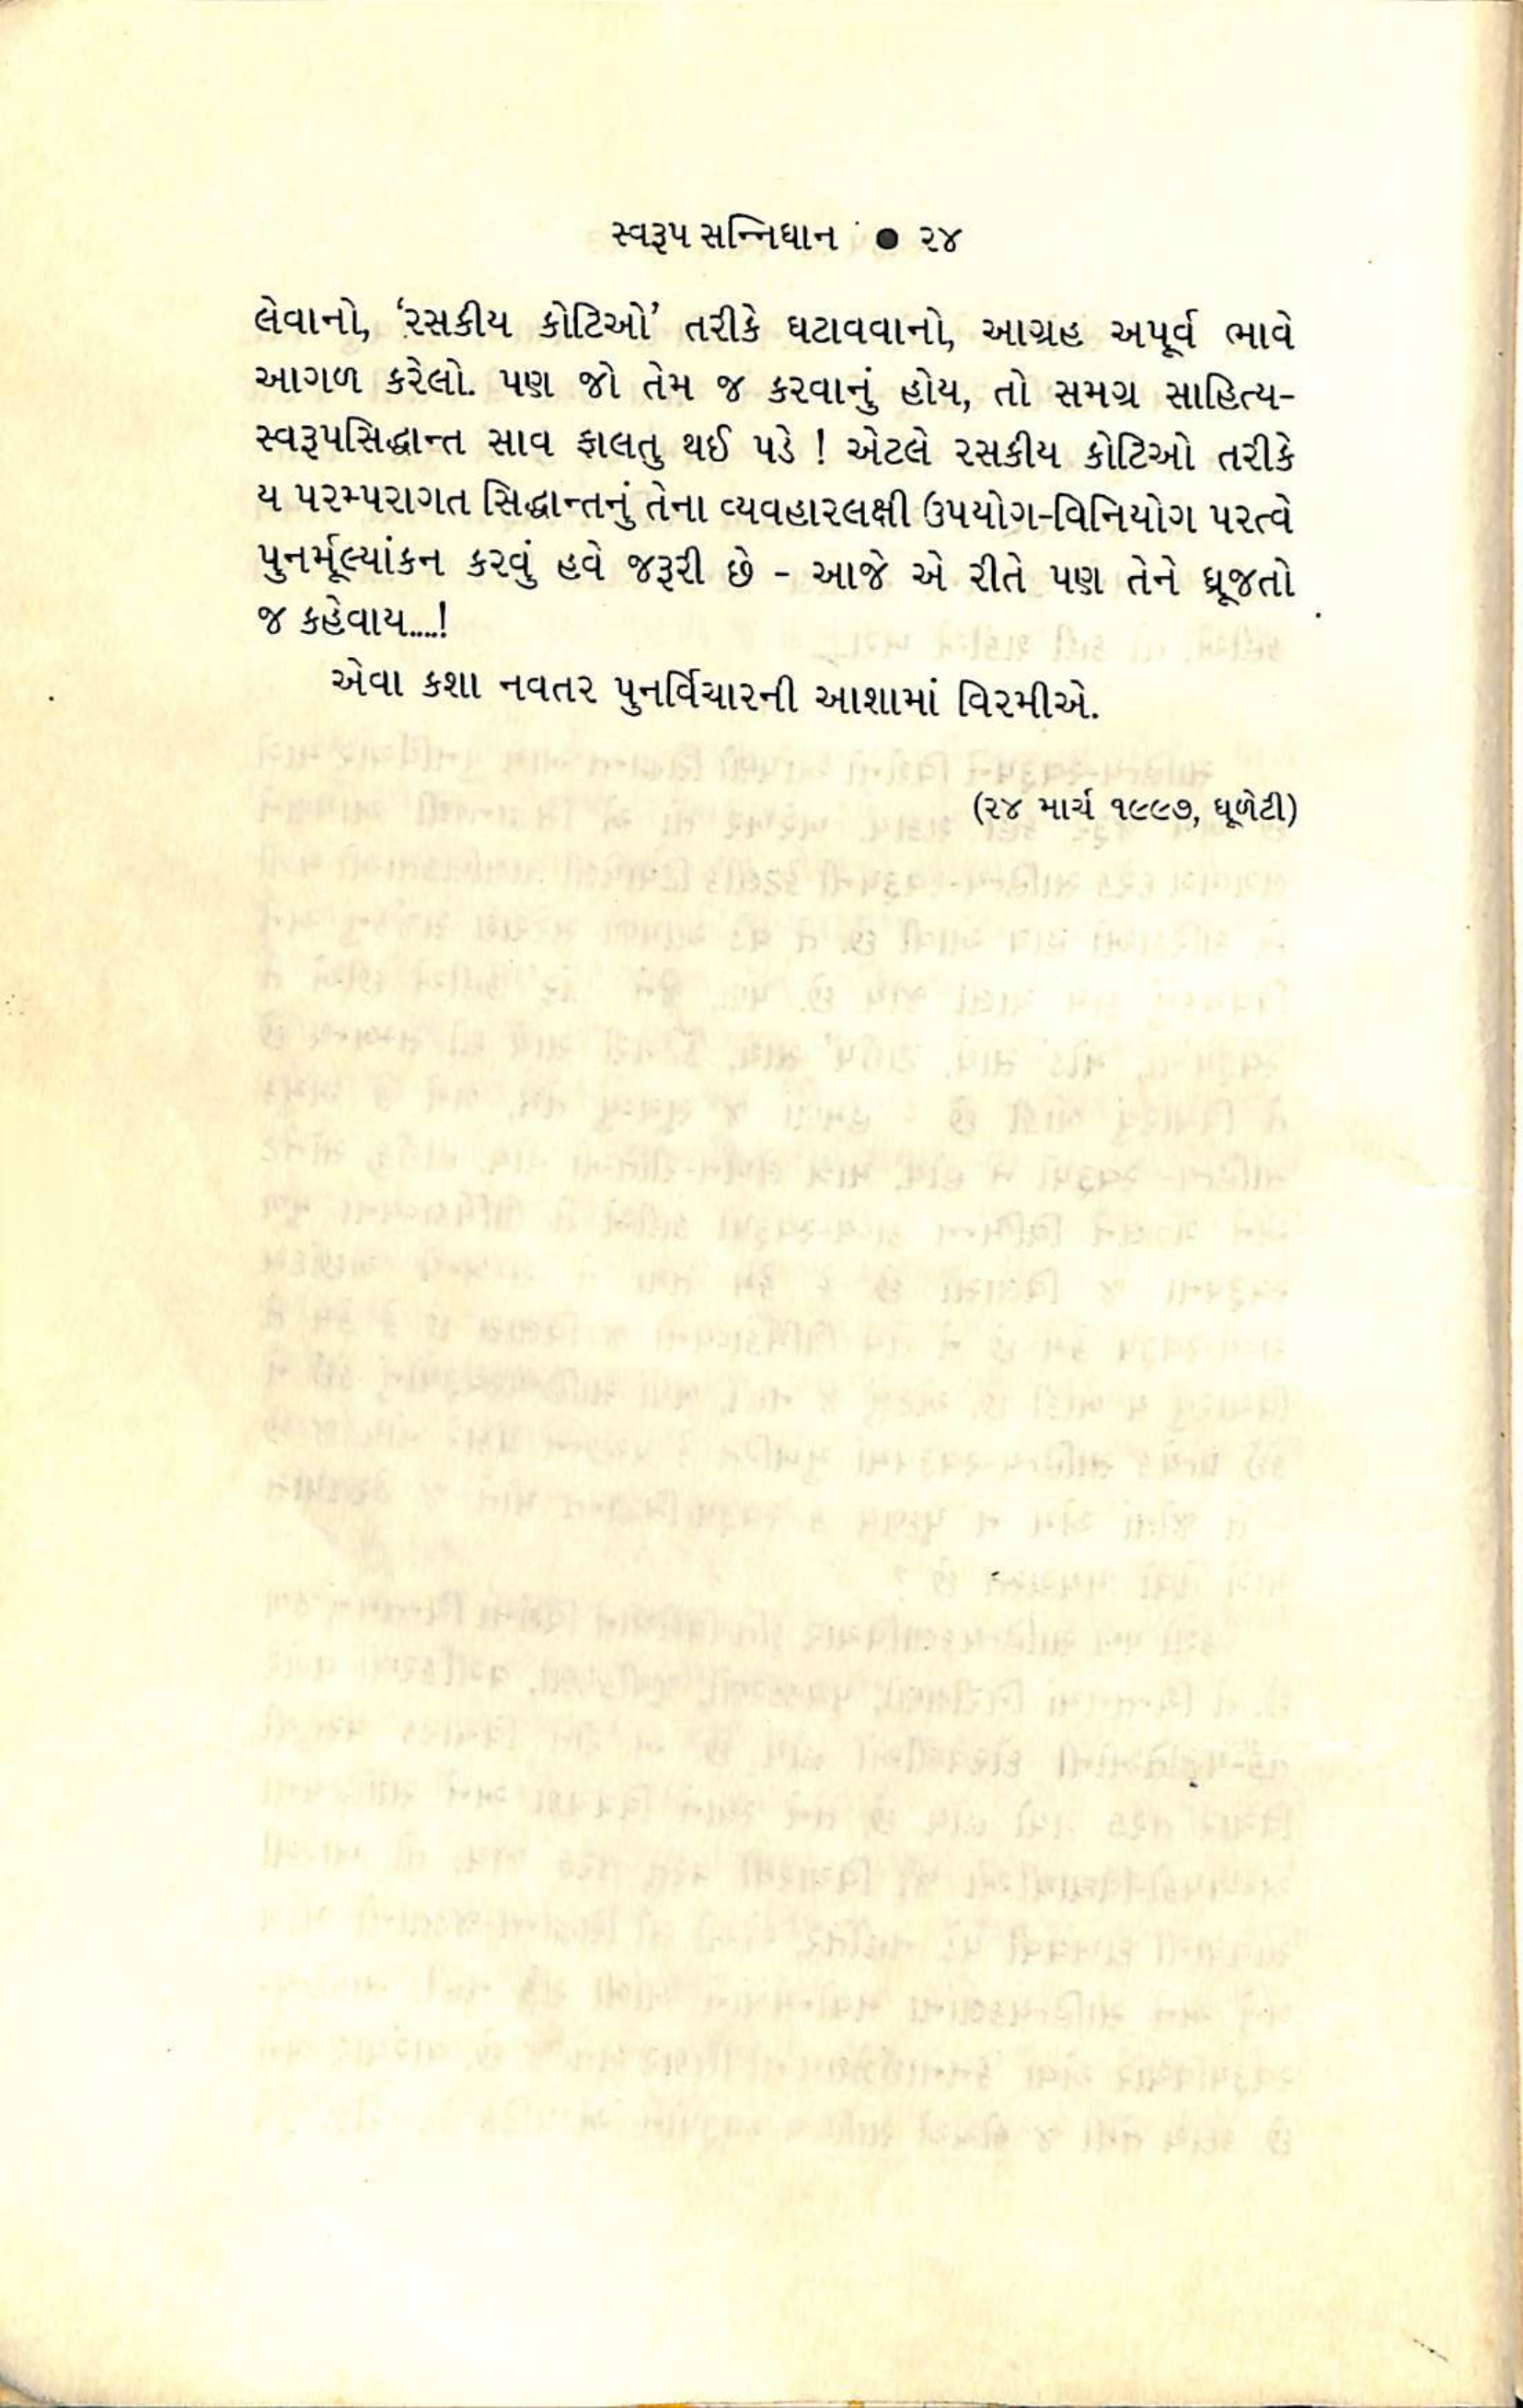 સ્વરૂપ સન્નિધાન ● ૨૪
લેવાનો, ‘રસકીય કોટિઓ’ તરીકે ઘટાવવાનો, આગ્રહ અપૂર્વ ભાવે
આગળ કરેલો. પણ જો તેમ જ કરવાનું હોય, તો સમગ્ર સાહિત્ય-
સ્વરૂપસિદ્ધાન્ત સાવ ફાલતુ થઈ પડે ! એટલે રસકીય કોટિઓ તરીકે
ય પરમ્પરાગત સિદ્ધાન્તનું તેના વ્યવહારલક્ષી ઉપયોગ-વિનિયોગ પરત્વે
પુનર્મૂલ્યાંકન કરવું હવે જરૂરી છે - આજે એ રીતે પણ તેને ધ્રૂજતો
જ કહેવાય....!
એવા કશા નવતર પુનર્વિચારની આશામાં વિરમીએ.
(૨૪ માર્ચ ૧૯૯૭, ધૂળેટી)